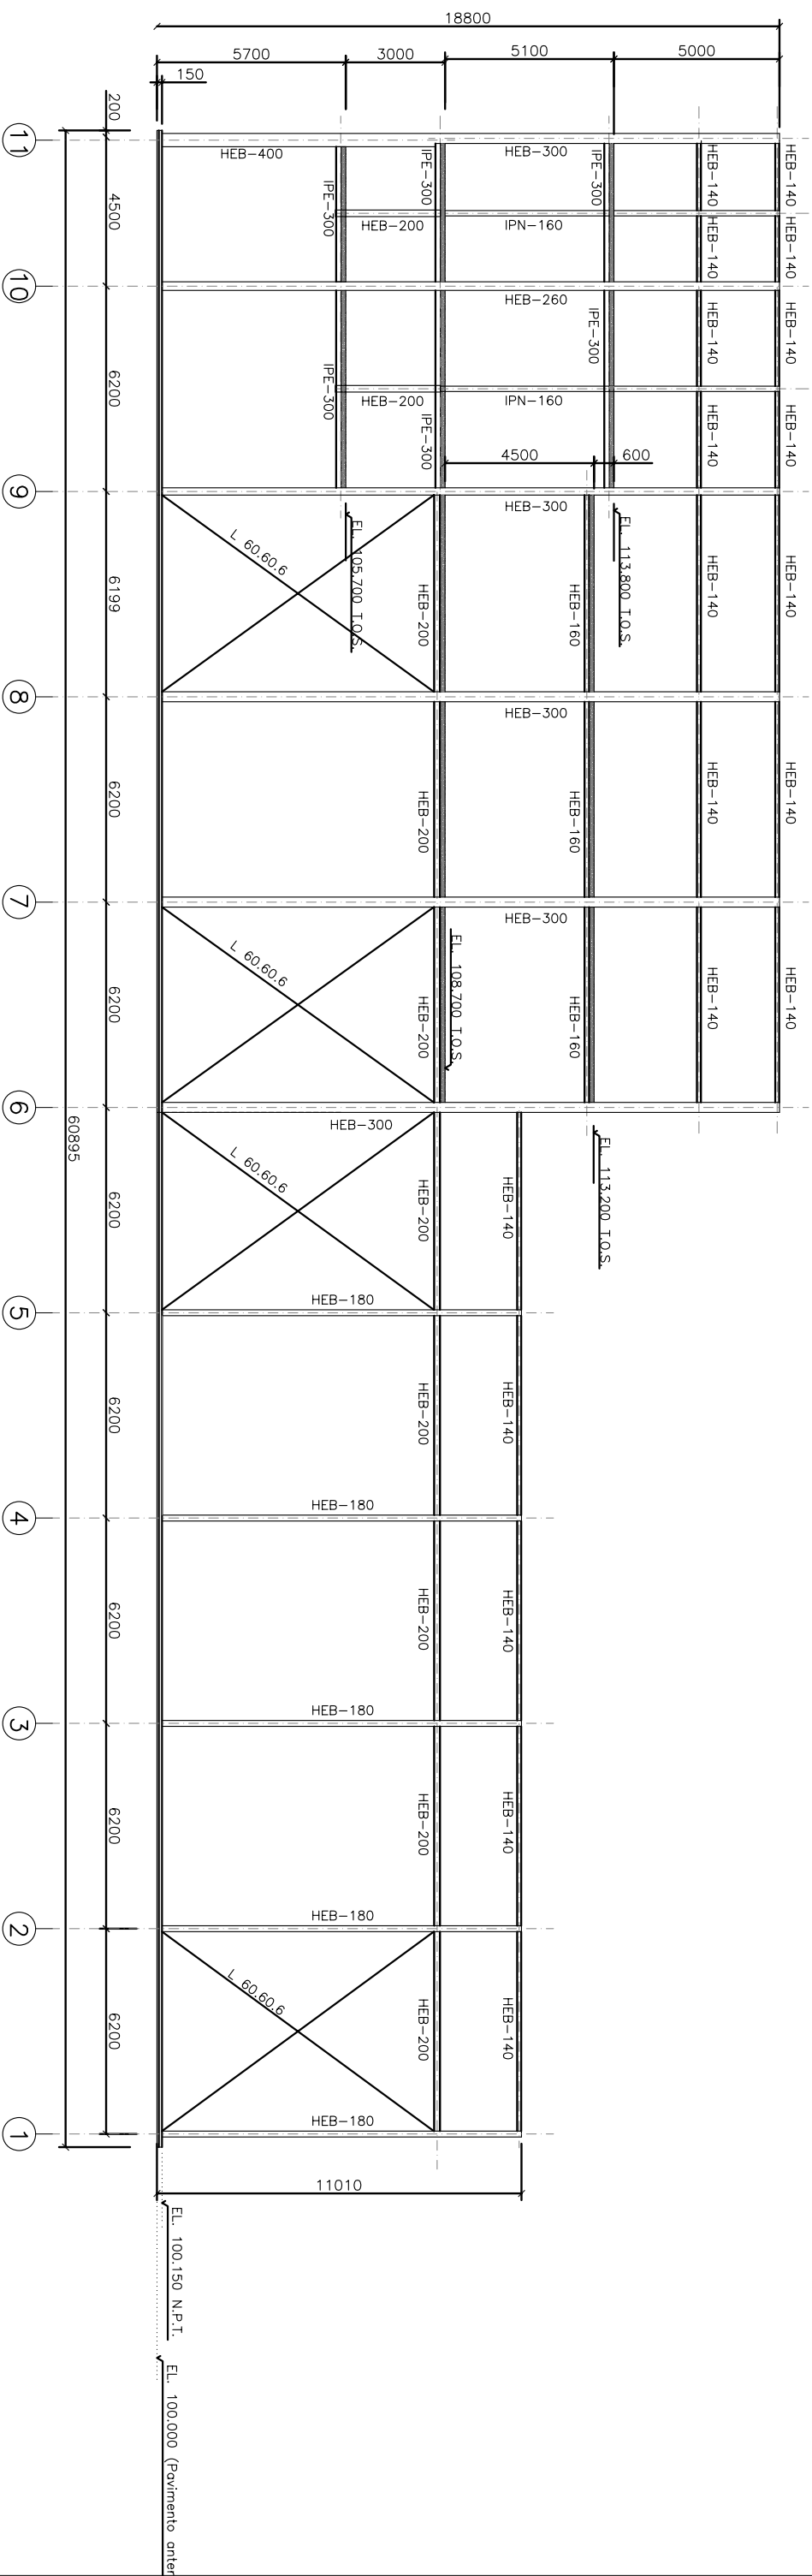 18800
5700
3000
5100
5000
150
200
11
HEB-400
IPE-300
HEB-300
IPE-300
HEB-140
HEB-140
4500
IPE-300
HEB-200
IPN-160
HEB-140
HEB-140
10
HEB-260
6200
IPE-300
HEB-200
IPE-300
IPN-160
IPE-300
HEB-140
HEB-140
HEB-140
HEB-140
4500
600
9
HEB-300
6199
L 60.60.6
EL. 105.700 T.O.S.
HEB-200
HEB-160
EL. 113.800 T.O.S.
HEB-140
HEB-140
8
HEB-300
6200
HEB-200
HEB-160
HEB-140
HEB-140
7
HEB-300
6200
L 60.60.6
HEB-200
EL. 108.700 T.O.S.
HEB-160
HEB-140
HEB-140
6
60895
HEB-300
6200
L 60.60.6
HEB-200
HEB-140
EL. 113.200 T.O.S.
5
HEB-180
6200
HEB-200
HEB-140
4
HEB-180
6200
HEB-200
HEB-140
3
HEB-180
6200
HEB-200
HEB-140
2
HEB-180
6200
L 60.60.6
HEB-200
HEB-140
1
HEB-180
11010
EL. 100.150 N.P.T.
EL. 100.000 (Pavimento anter